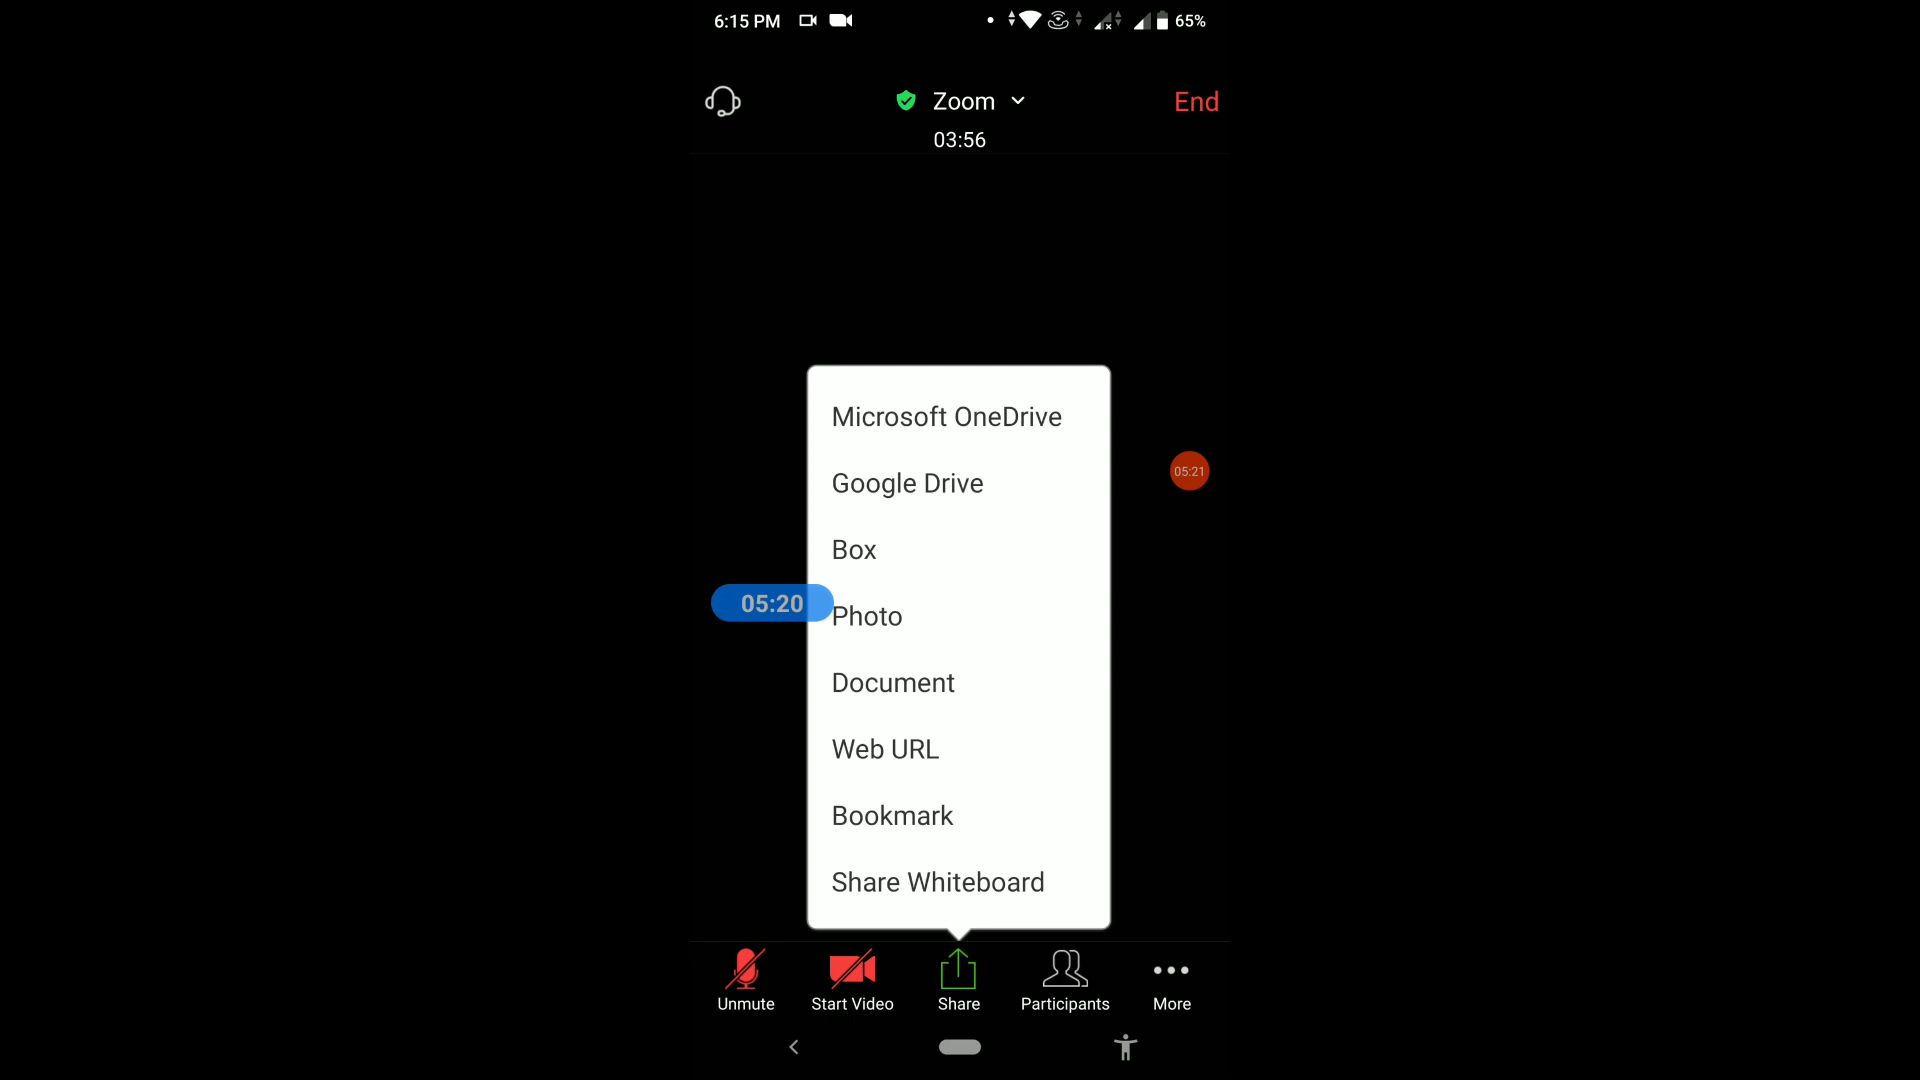 6:15 PM 65%
Zoom End
03:56
Microsoft OneDrive
Google Drive
05:21
Box
05:20
Photo
Document
Web URL
Bookmark
Share Whiteboard
Unmute Start Video Share Participants More